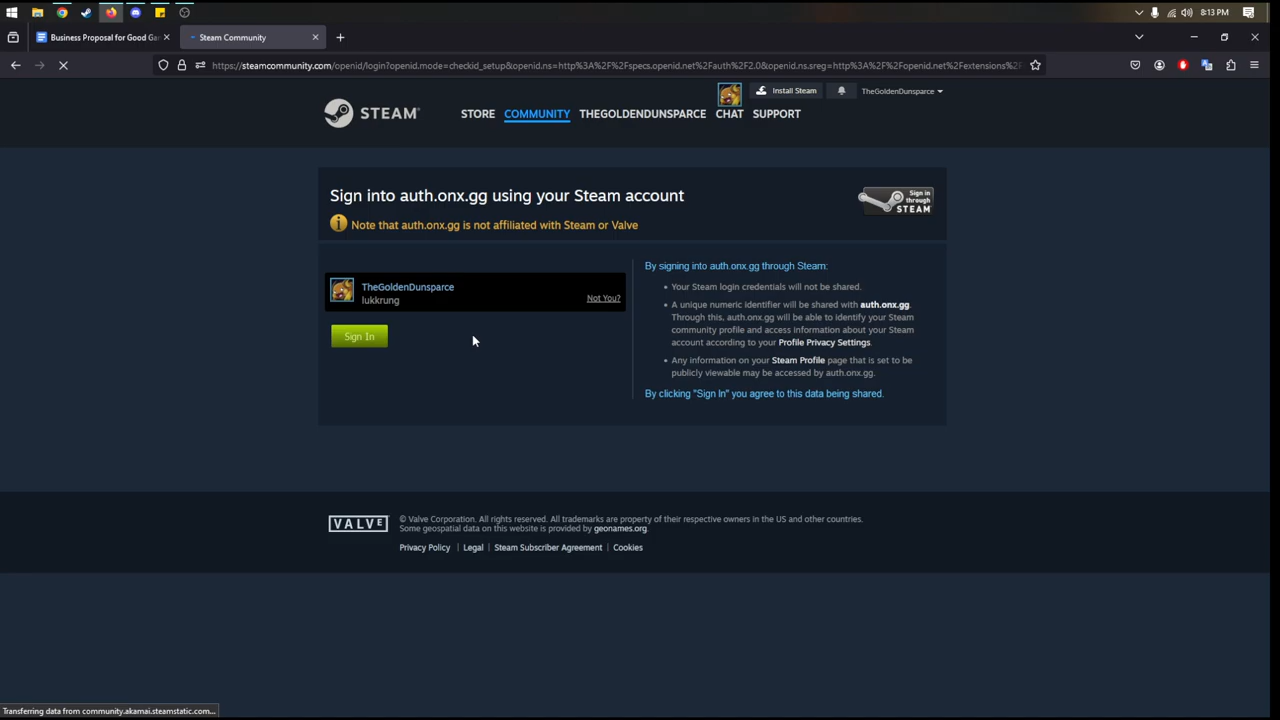 8:13 PM
Business Proposal for Good Ga
Steam Community
https://steamcommunity.com/openid/login?openid.mode=checkid_setup&openid.ns=http%3A%2F%2Fspecs.openid.net%2Fauth%2F2.0&openid.ns.sreg=http%3A%2F%2Fopenid.net%2Fextensions%2F
Install Steam
TheGoldenDunsparce
STEAM
STORE COMMUNITY THEGOLDENDUNSPARCE CHAT SUPPORT
Sign into auth.onx.gg using your Steam account
Note that auth.onx.gg is not affiliated with Steam or Valve
Sign in
through
STEAM
TheGoldenDunsparce
lukkrung
Not You?
Sign In
By signing into auth.onx.gg through Steam:
Your Steam login credentials will not be shared.
A unique numeric identifier will be shared with auth.onx.gg.
Through this, auth.onx.gg will be able to identify your Steam
community profile and access information about your Steam
account according to your Profile Privacy Settings.
Any information on your Steam Profile page that is set to be
publicly viewable may be accessed by auth.onx.gg.
By clicking "Sign In" you agree to this data being shared.
VALVE
© Valve Corporation. All rights reserved. All trademarks are property of their respective owners in the US and other countries.
Some geospatial data on this website is provided by geonames.org.
Privacy Policy | Legal | Steam Subscriber Agreement | Cookies
Transferring data from community.akamai.steamstatic.com...